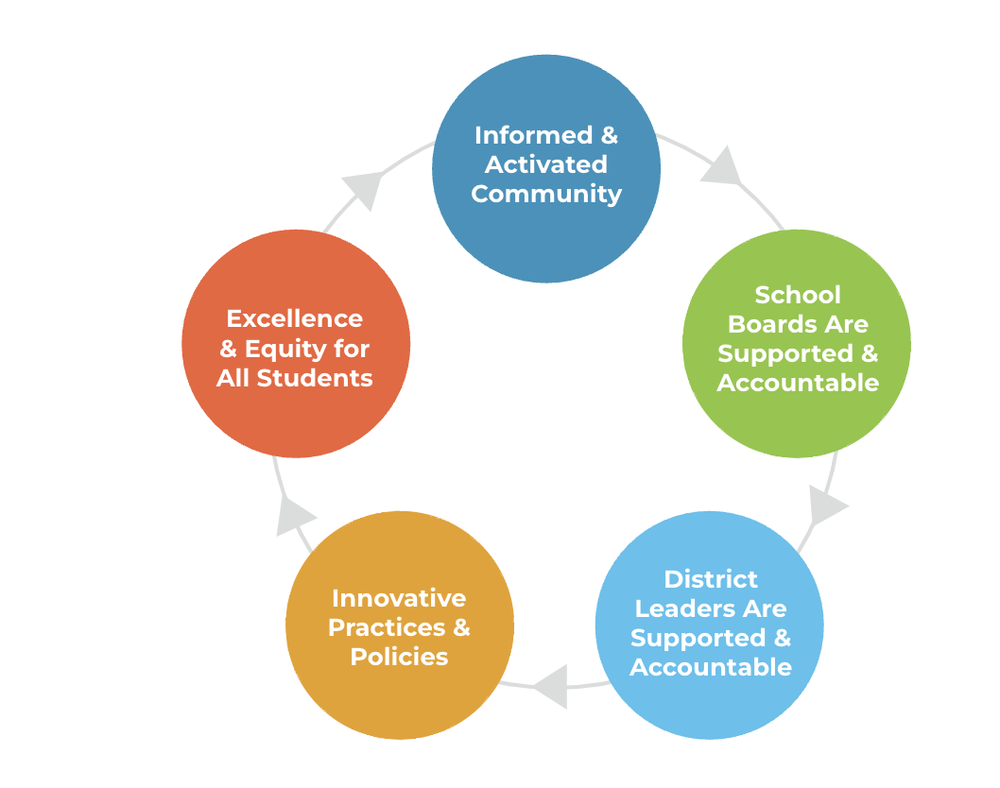 Informed &
Activated
Community
School
Boards Are
Supported &
Accountable
District
Leaders Are
Supported &
Accountable
Innovative
Practices &
Policies
Excellence
& Equity for
All Students